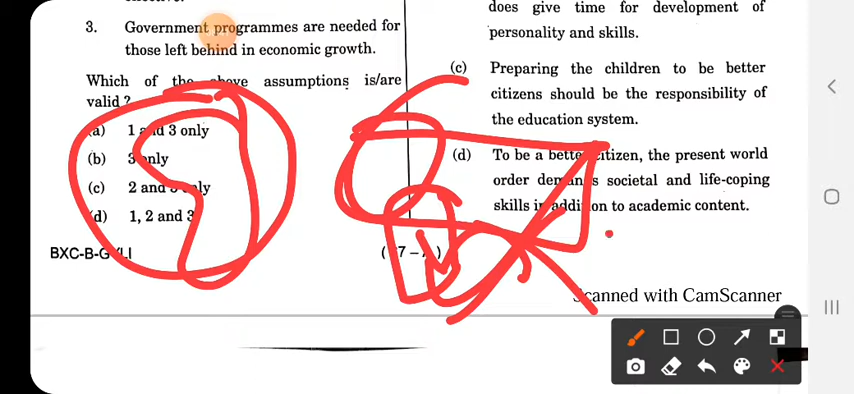 3. Government programmes are needed for
those left behind in economic growth.
Which of the above assumptions is/are
valid?
(a) 1 and 3 only
(b) 3 only
(c) 2 and 3 only
(d) 1, 2 and 3
BXC-B-G
does give time for development of
personality and skills.
(c) Preparing the children to be better
citizens should be the responsibility of
the education system.
(d) To be a better citizen, the present world
order demands societal and life-coping
skills in addition to academic content.
Scanned with CamScanner